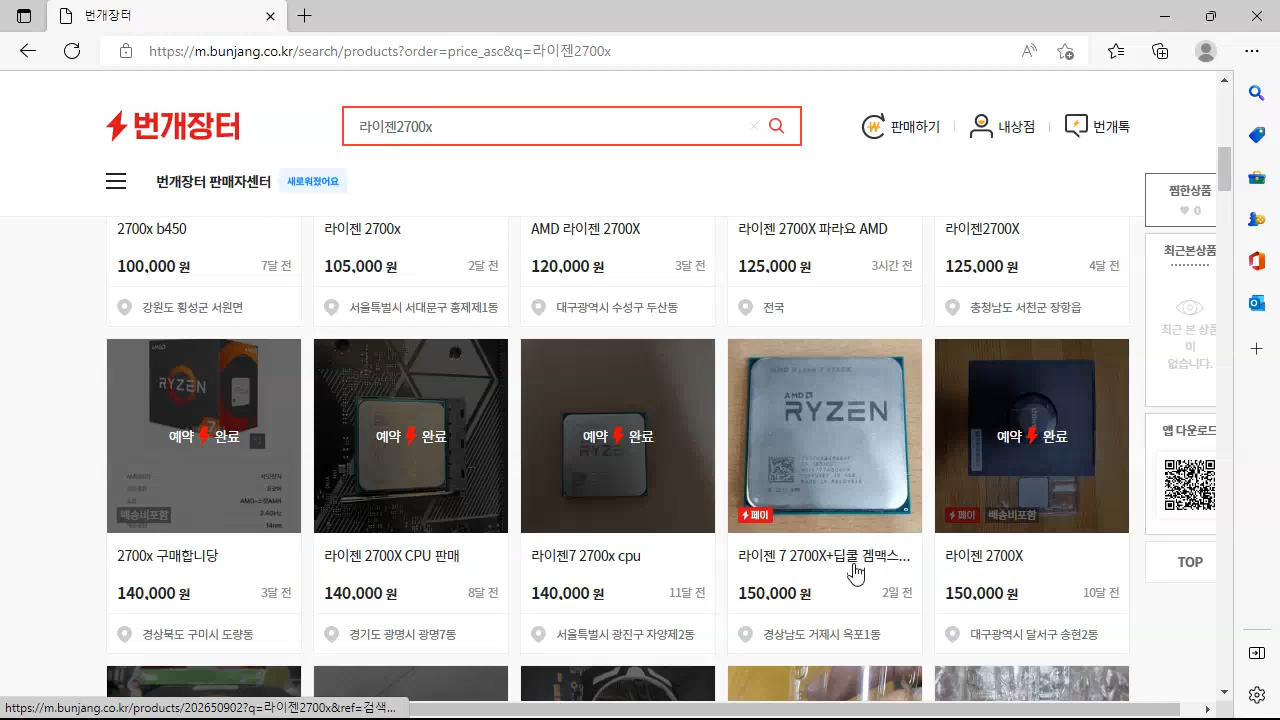 번개장터
https://m.bunjang.co.kr/search/products?order=price_asc&q=라이젠2700x
번개장터
라이젠2700x
판매하기
내상점
번개톡
번개장터 판매자센터
새로워졌어요
찜한상품
0
최근본상품
최근 본 상품
이
없습니다.
앱 다운로드
TOP
2700x b450
100,000 원
7달 전
강원도 횡성군 서원면
라이젠 2700x
105,000 원
2달 전
서울특별시 서대문구 홍제제1동
AMD 라이젠 2700X
120,000 원
3달 전
대구광역시 수성구 두산동
라이젠 2700X 파라요 AMD
125,000 원
3시간 전
전국
라이젠2700X
125,000 원
4달 전
충청남도 서천군 장항읍
AMD
RYZEN
예약 완료
AMD-소켓AM4
14nm
배송비포함
2700x 구매합니당
140,000 원
3달 전
경상북도 구미시 도량동
예약 완료
라이젠 2700X CPU 판매
140,000 원
8달 전
경기도 광명시 광명7동
예약 완료
라이젠7 2700x cpu
140,000 원
11달 전
서울특별시 광진구 자양제2동
AMD
RYZEN
페이
라이젠 7 2700X+딥쿨 겜맥스...
150,000 원
2일 전
경상남도 거제시 옥포1동
예약 완료
페이
배송비포함
라이젠 2700X
150,000 원
10달 전
대구광역시 달서구 송현2동
https://m.bunjang.co.kr/products/202650902?q=라이젠2700x&ref=검색...